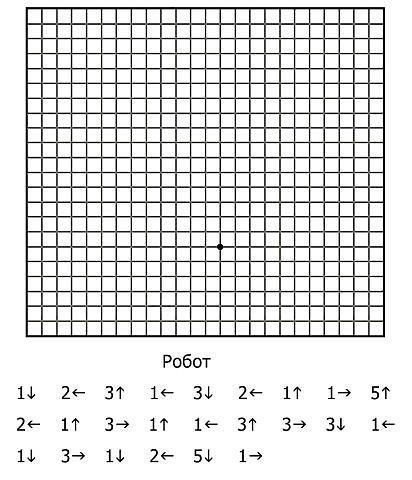 Робот
1↓ 2← 3↑ 1← 3↓ 2← 1↑ 1→ 5↑
2← 1↑ 3→ 1↑ 1← 3↑ 3→ 3↓ 1←
1↓ 3→ 1↓ 2← 5↓ 1→